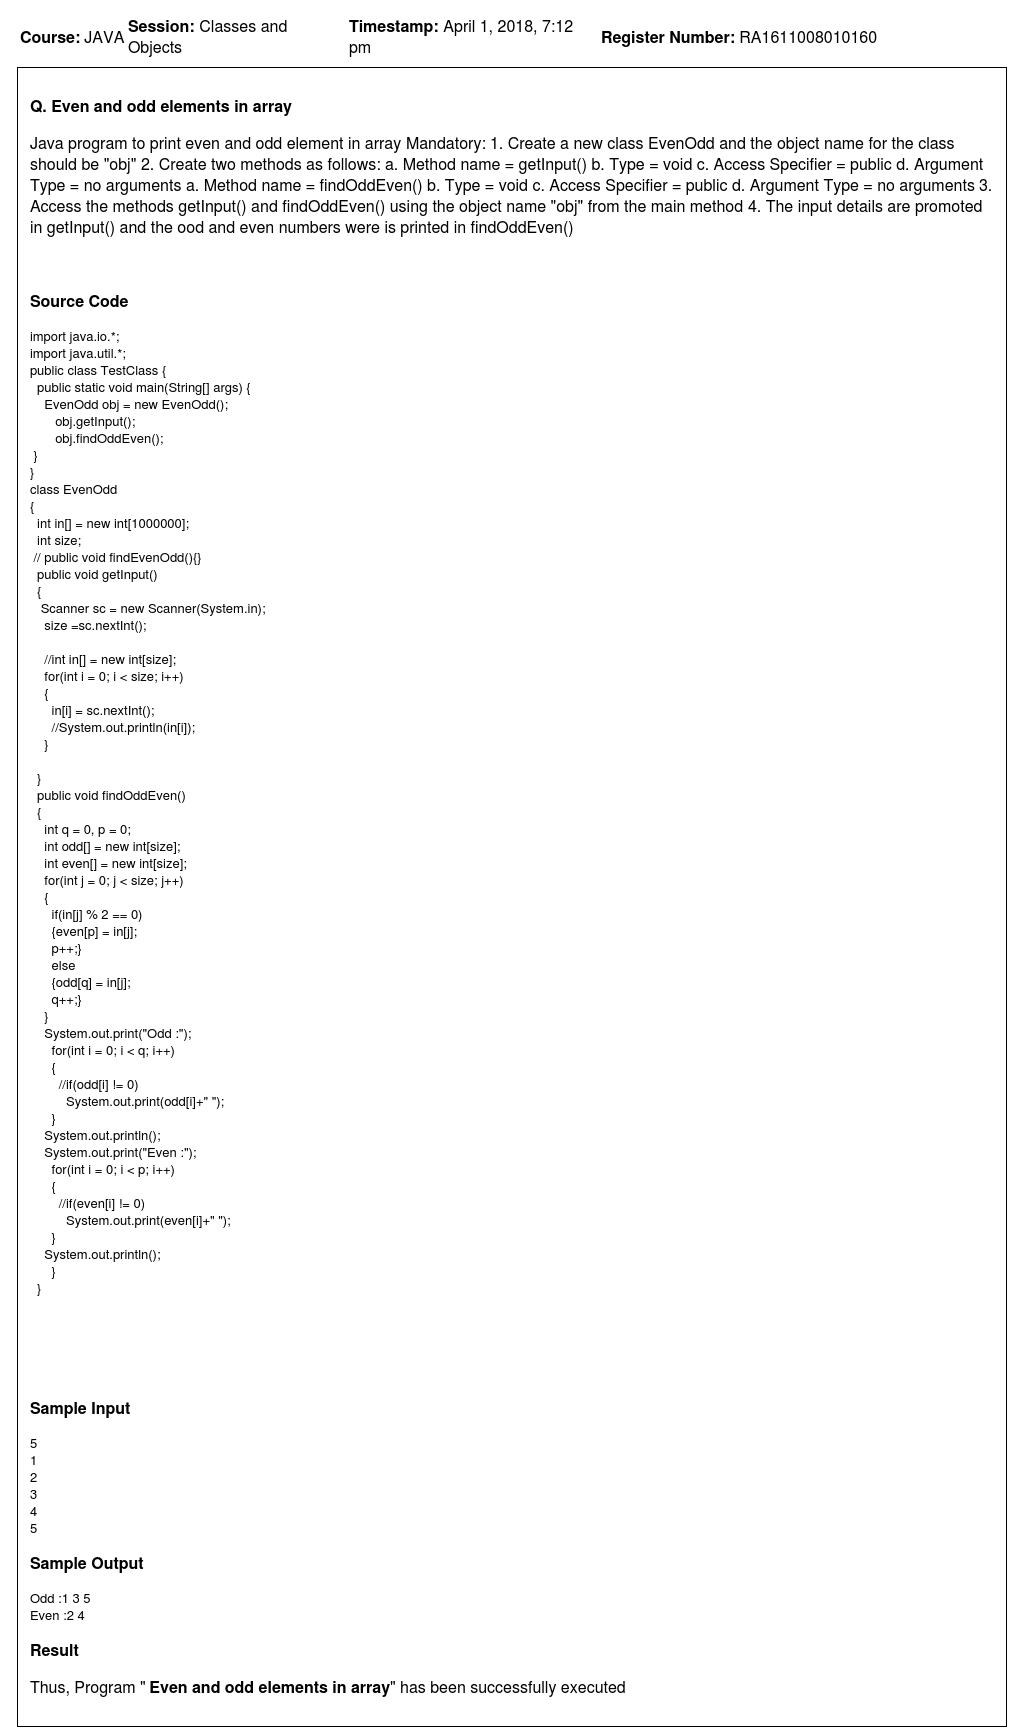 Course: JAVA Session: Classes and Objects Timestamp: April 1, 2018, 7:12 pm Register Number: RA1611008010160
Q. Even and odd elements in array
Java program to print even and odd element in array Mandatory: 1. Create a new class EvenOdd and the object name for the class
should be "obj" 2. Create two methods as follows: a. Method name = getInput() b. Type = void c. Access Specifier = public d. Argument
Type = no arguments a. Method name = findOddEven() b. Type = void c. Access Specifier = public d. Argument Type = no arguments 3.
Access the methods getInput() and findOddEven() using the object name "obj" from the main method 4. The input details are promoted
in getInput() and the ood and even numbers were is printed in findOddEven()
Source Code
import java.io.*;
import java.util.*;
public class TestClass {
public static void main(String[] args) {
EvenOdd obj = new EvenOdd();
obj.getInput();
obj.findOddEven();
}
}
class EvenOdd
{
int in[] = new int[1000000];
int size;
// public void findEvenOdd(){}
public void getInput()
{
Scanner sc = new Scanner(System.in);
size =sc.nextInt();
//int in[] = new int[size];
for(int i = 0; i < size; i++)
{
in[i] = sc.nextInt();
//System.out.println(in[i]);
}
}
public void findOddEven()
{
int q = 0, p = 0;
int odd[] = new int[size];
int even[] = new int[size];
for(int j = 0; j < size; j++)
{
if(in[j] % 2 == 0)
{even[p] = in[j];
p++;}
else
{odd[q] = in[j];
q++;}
}
System.out.print("Odd :");
for(int i = 0; i < q; i++)
{
//if(odd[i] != 0)
System.out.print(odd[i]+" ");
}
System.out.println();
System.out.print("Even :");
for(int i = 0; i < p; i++)
{
//if(even[i] != 0)
System.out.print(even[i]+" ");
}
System.out.println();
}
}
Sample Input
5
1
2
3
4
5
Sample Output
Odd :1 3 5
Even :2 4
Result
Thus, Program " Even and odd elements in array" has been successfully executed